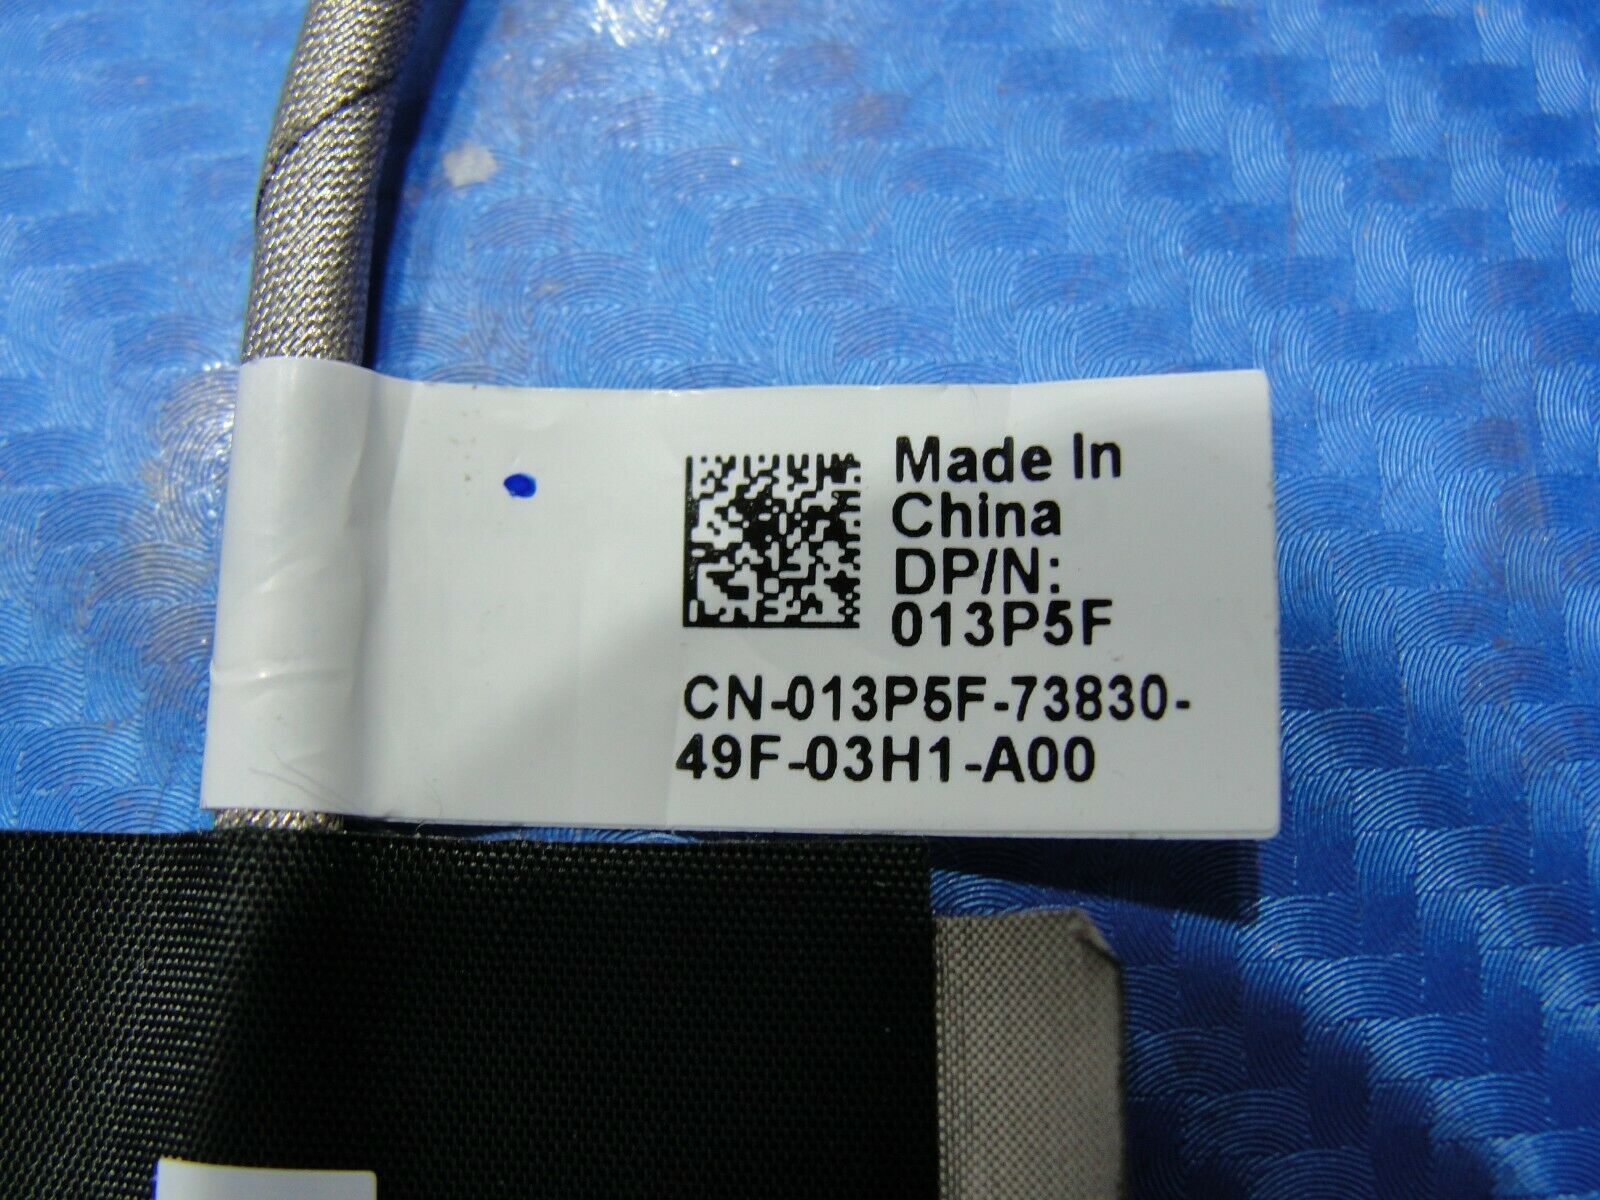 Made In
China
DP/N:
013P5F
CN-013P5F-73830-
49F-03H1-A00